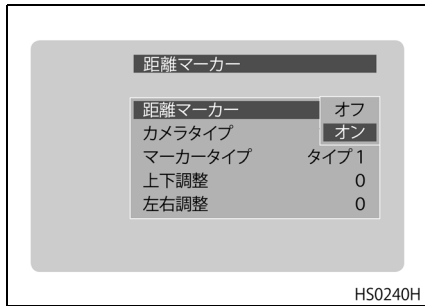 距離マーカー
距離マーカー オフ
カメラタイプ オン
マーカータイプ タイプ1
上下調整 0
左右調整 0
HS0240H